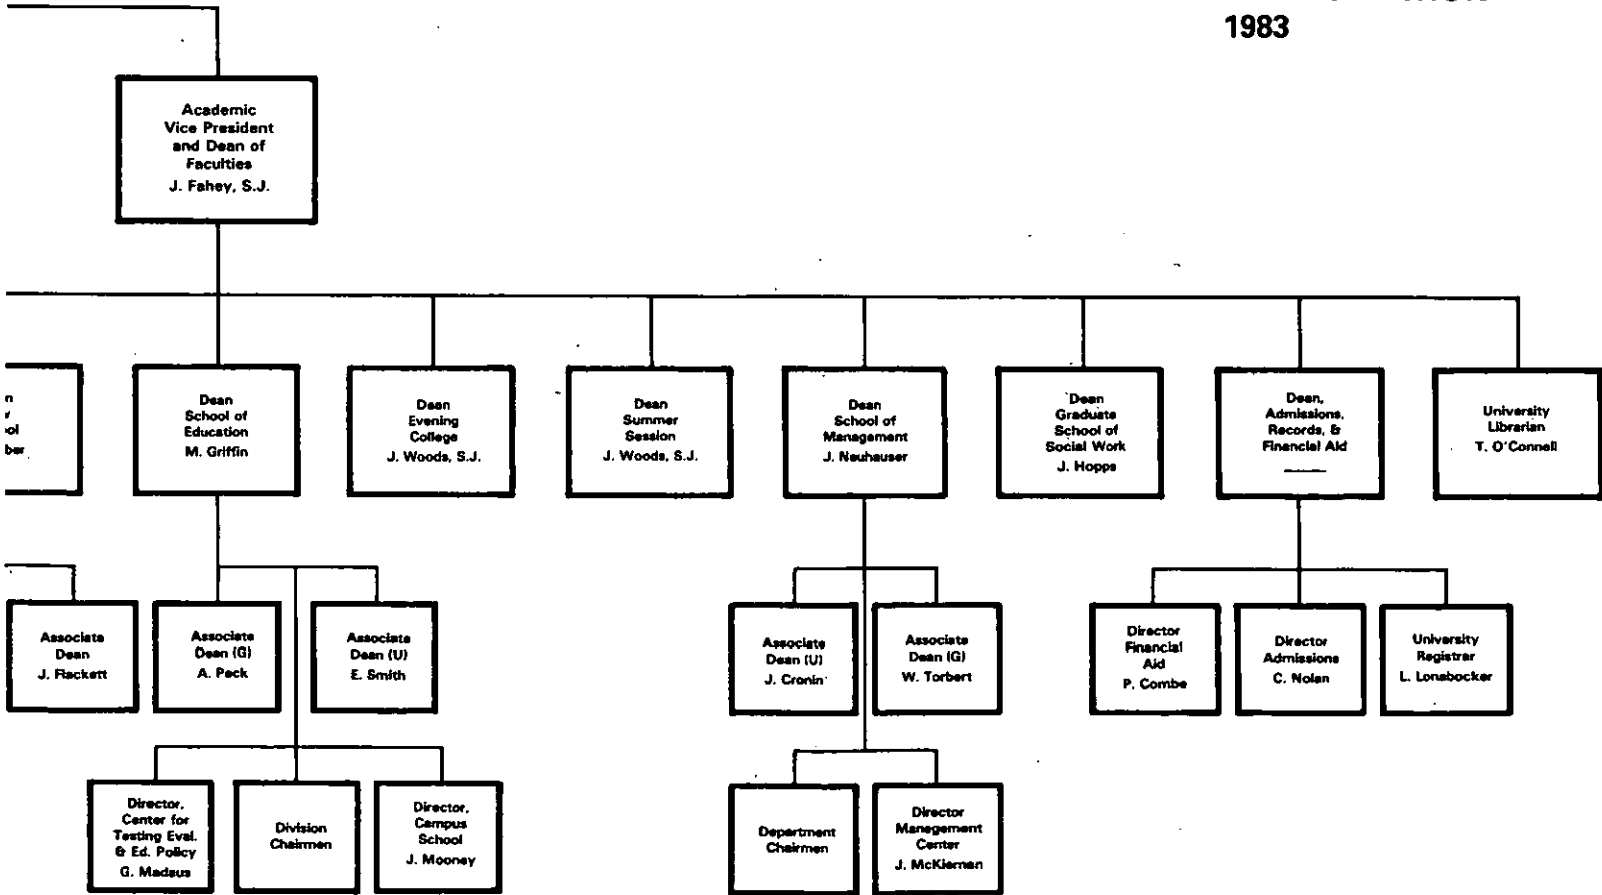 1983
Academic
Vice President
and Dean of
Faculties
J. Fahey, S.J.
Dean
School of
Education
M. Griffin
Dean
Evening
College
J. Woods, S.J.
Dean
Summer
Session
J. Woods, S.J.
Dean
School of
Management
J. Neuhauser
Dean
Graduate
School of
Social Work
J. Hopps
Dean,
Admissions,
Records, &
Financial Aid
University
Librarian
T. O'Connell
Associate
Dean
J. Flackett
Associate
Dean (G)
A. Peck
Associate
Dean (U)
E. Smith
Associate
Dean (U)
J. Cronin
Associate
Dean (G)
W. Torbert
Director
Financial
Aid
P. Combe
Director
Admissions
C. Nolan
University
Registrar
L. Lonabocker
Director,
Center for
Testing Eval.
& Ed. Policy
G. Madaus
Division
Chairmen
Director,
Campus
School
J. Mooney
Department
Chairmen
Director
Management
Center
J. McKiernan